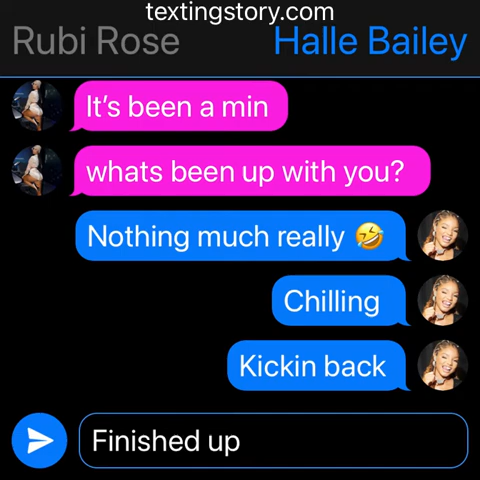 textingstory.com
Rubi Rose Halle Bailey
It’s been a min
whats been up with you?
Nothing much really 🤣
Chilling
Kickin back
Finished up